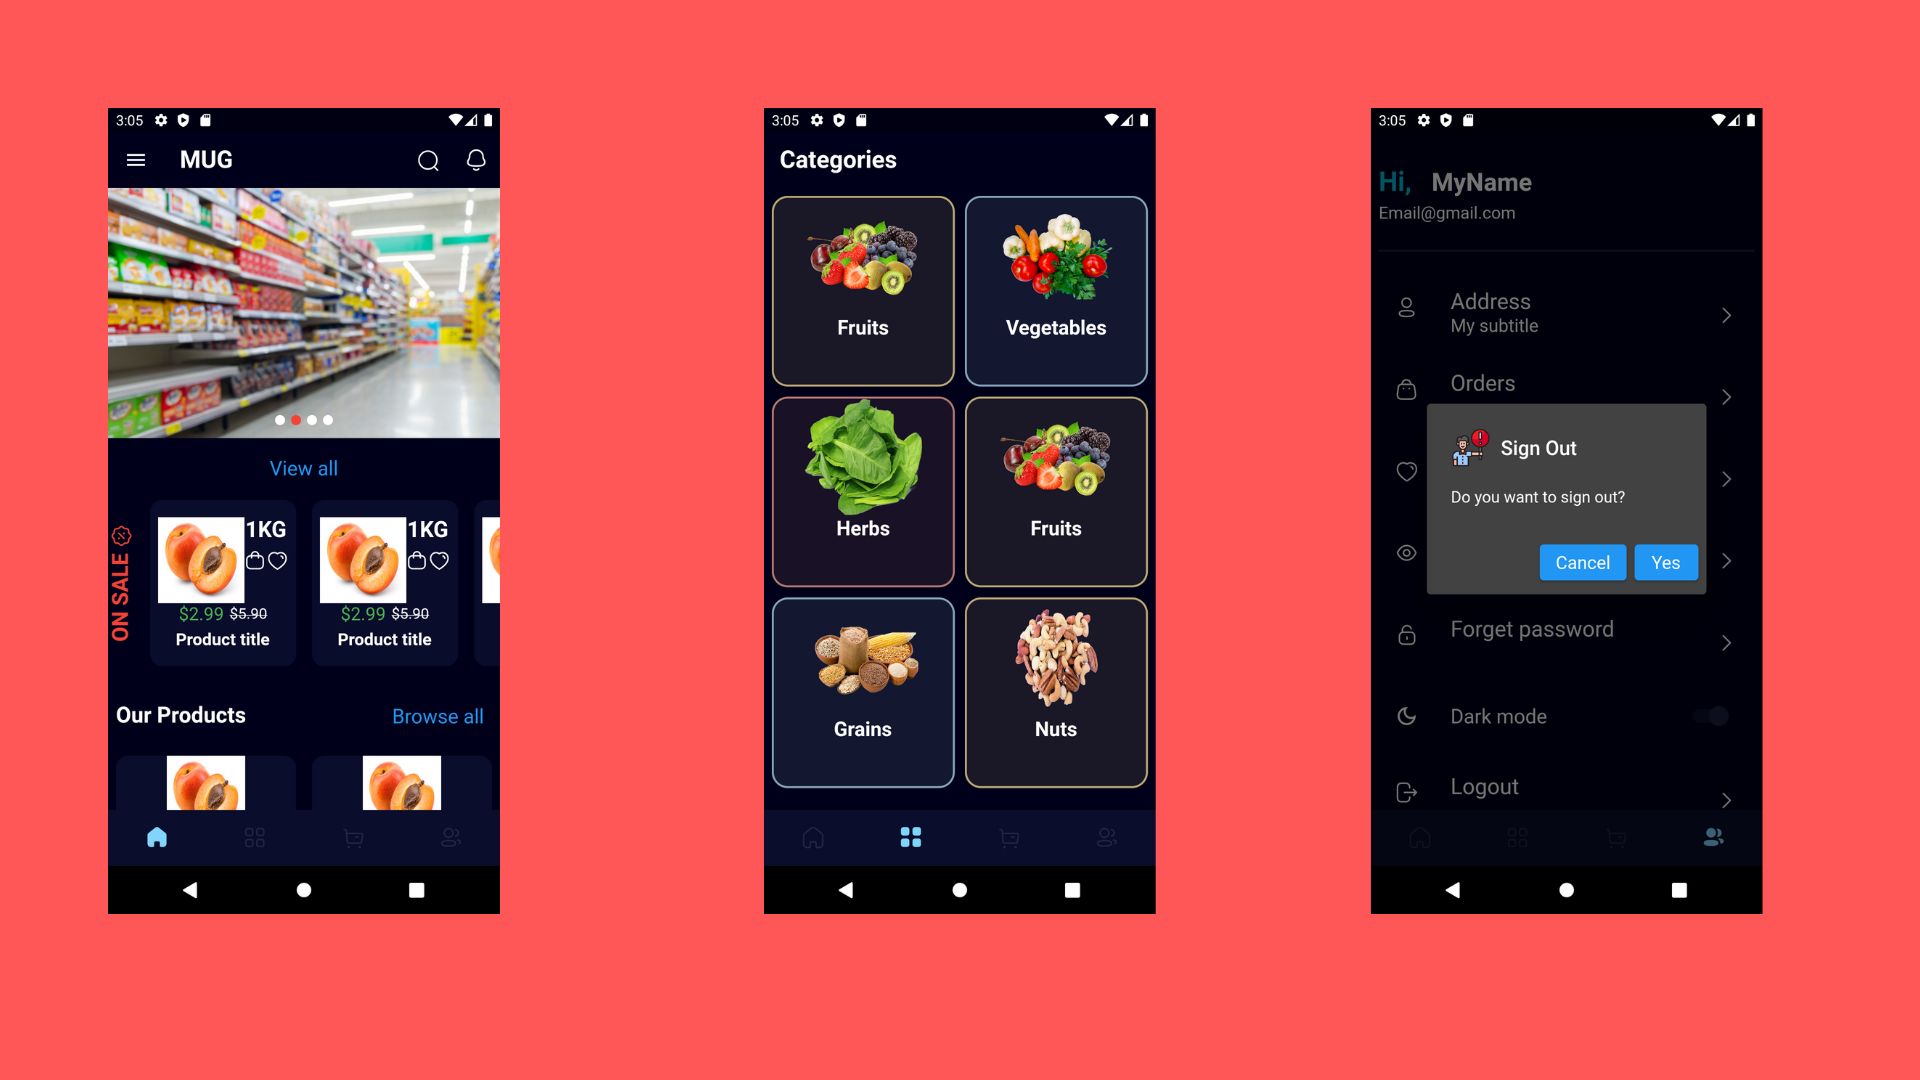 3:05
MUG
View all
ON SALE
1KG
$2.99 $5.90
Product title
1KG
$2.99 $5.90
Product title
Our Products
Browse all
3:05
Categories
Fruits
Vegetables
Herbs
Fruits
Grains
Nuts
3:05
Hi, MyName
Email@gmail.com
Address
My subtitle
Orders
Sign Out
Do you want to sign out?
Cancel
Yes
Forget password
Dark mode
Logout